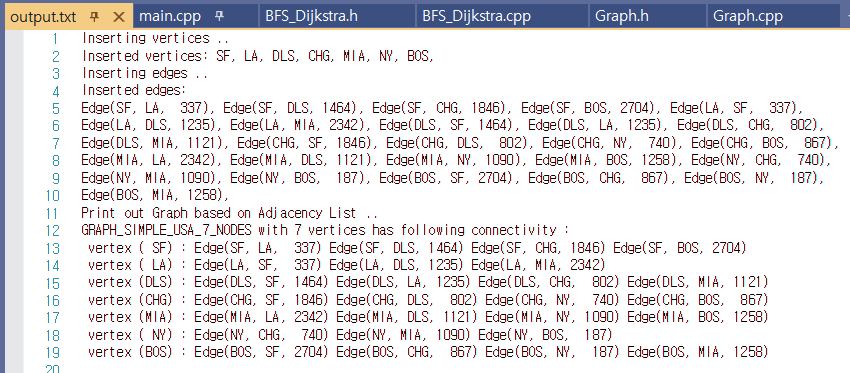 output.txt main.cpp BFS_Dijkstra.h BFS_Dijkstra.cpp Graph.h Graph.cpp
1 Inserting vertices ..
2 Inserted vertices: SF, LA, DLS, CHG, MIA, NY, BOS,
3 Inserting edges ..
4 Inserted edges:
5 Edge(SF, LA,  337), Edge(SF, DLS, 1464), Edge(SF, CHG, 1846), Edge(SF, BOS, 2704), Edge(LA, SF,  337),
6 Edge(LA, DLS, 1235), Edge(LA, MIA, 2342), Edge(DLS, SF, 1464), Edge(DLS, LA, 1235), Edge(DLS, CHG,  802),
7 Edge(DLS, MIA, 1121), Edge(CHG, SF, 1846), Edge(CHG, DLS,  802), Edge(CHG, NY,  740), Edge(CHG, BOS,  867),
8 Edge(MIA, LA, 2342), Edge(MIA, DLS, 1121), Edge(MIA, NY, 1090), Edge(MIA, BOS, 1258), Edge(NY, CHG,  740),
9 Edge(NY, MIA, 1090), Edge(NY, BOS,  187), Edge(BOS, SF, 2704), Edge(BOS, CHG,  867), Edge(BOS, NY,  187),
10 Edge(BOS, MIA, 1258),
11 Print out Graph based on Adjacency List ..
12 GRAPH_SIMPLE_USA_7_NODES with 7 vertices has following connectivity :
13  vertex ( SF) : Edge(SF, LA,  337) Edge(SF, DLS, 1464) Edge(SF, CHG, 1846) Edge(SF, BOS, 2704)
14  vertex ( LA) : Edge(LA, SF,  337) Edge(LA, DLS, 1235) Edge(LA, MIA, 2342)
15  vertex (DLS) : Edge(DLS, SF, 1464) Edge(DLS, LA, 1235) Edge(DLS, CHG,  802) Edge(DLS, MIA, 1121)
16  vertex (CHG) : Edge(CHG, SF, 1846) Edge(CHG, DLS,  802) Edge(CHG, NY,  740) Edge(CHG, BOS,  867)
17  vertex (MIA) : Edge(MIA, LA, 2342) Edge(MIA, DLS, 1121) Edge(MIA, NY, 1090) Edge(MIA, BOS, 1258)
18  vertex ( NY) : Edge(NY, CHG,  740) Edge(NY, MIA, 1090) Edge(NY, BOS,  187)
19  vertex (BOS) : Edge(BOS, SF, 2704) Edge(BOS, CHG,  867) Edge(BOS, NY,  187) Edge(BOS, MIA, 1258)
20